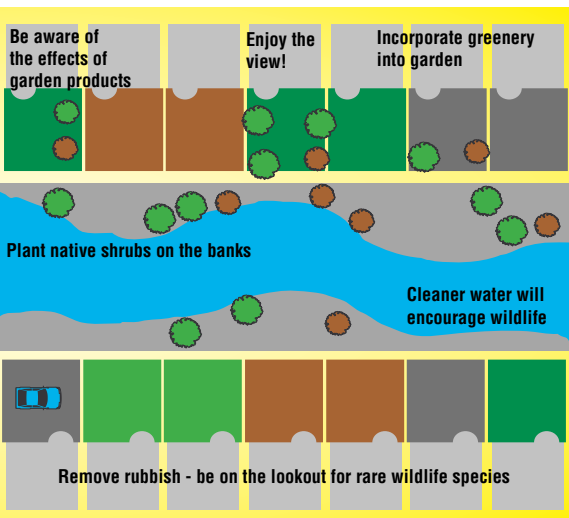 Be aware of
the effects of
garden products
Enjoy the
view!
Incorporate greenery
into garden
Plant native shrubs on the banks
Cleaner water will
encourage wildlife
Remove rubbish - be on the lookout for rare wildlife species